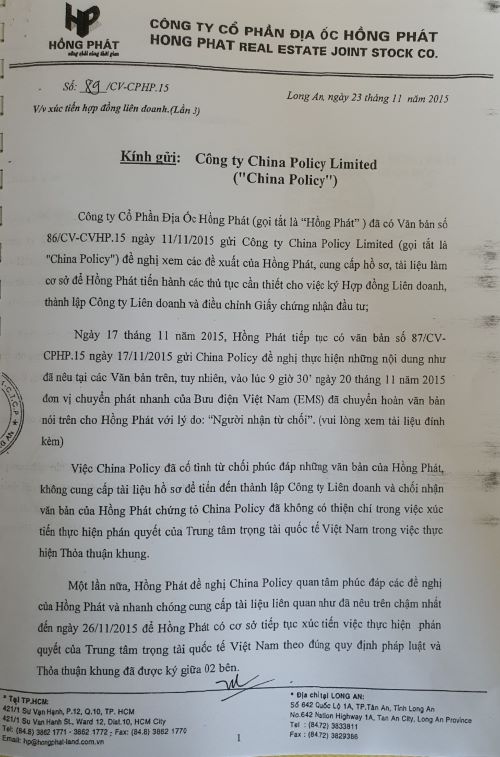 HP
HỒNG PHÁT
CÔNG TY CỔ PHẦN ĐỊA ỐC HỒNG PHÁT
HONG PHAT REAL ESTATE JOINT STOCK CO.
Số: 89/CV-CPHP.15
Long An, ngày 23 tháng 11 năm 2015
V/v xúc tiến hợp đồng liên doanh.(Lần 3)
Kính gửi: Công ty China Policy Limited
("China Policy")
Công ty Cổ Phần Địa Ốc Hồng Phát (gọi tắt là “Hồng Phát” ) đã có Văn bản số
86/CV-CVHP.15 ngày 11/11/2015 gửi Công ty China Policy Limited (gọi tắt là
"China Policy") đề nghị xem các đề xuất của Hồng Phát, cung cấp hồ sơ, tài liệu làm
cơ sở để Hồng Phát tiến hành các thủ tục cần thiết cho việc ký Hợp đồng Liên doanh,
thành lập Công ty Liên doanh và điều chỉnh Giấy chứng nhận đầu tư;
Ngày 17 tháng 11 năm 2015, Hồng Phát tiếp tục có văn bản số 87/CV-
CPHP.15 ngày 17/11/2015 gửi China Policy đề nghị thực hiện những nội dung như
đã nêu tại các Văn bản trên, tuy nhiên, vào lúc 9 giờ 30’ ngày 20 tháng 11 năm 2015
đơn vị chuyển phát nhanh của Bưu điện Việt Nam (EMS) đã chuyển hoàn văn bản
nói trên cho Hồng Phát với lý do: “Người nhận từ chối”. (vui lòng xem tài liệu đính
kèm)
Việc China Policy đã cố tình từ chối phúc đáp những văn bản của Hồng Phát,
không cung cấp tài liệu hồ sơ để tiến đến thành lập Công ty Liên doanh và chối nhận
văn bản của Hồng Phát chứng tỏ China Policy đã không có thiện chí trong việc xúc
tiến thực hiện phán quyết của Trung tâm trọng tài quốc tế Việt Nam trong việc thực
hiện Thỏa thuận khung.
Một lần nữa, Hồng Phát đề nghị China Policy quan tâm phúc đáp các đề nghị
của Hồng Phát và nhanh chóng cung cấp tài liệu liên quan như đã nêu trên chậm nhất
đến ngày 26/11/2015 để Hồng Phát có cơ sở tiếp tục xúc tiến việc thực hiện phán
quyết của Trung tâm trọng tài quốc tế Việt Nam theo đúng quy định pháp luật và
Thỏa thuận khung đã được ký giữa 02 bên.
* Tại TP.HCM:
421/1 Sư Vạn Hạnh, P.12, Q.10, TP. HCM
421/1 Su Van Hanh St., Ward 12, Dist.10, HCM City
Tel: (84.8) 3862 1771 - 3862 1772 ; Fax: (84.8) 3862 1770
Email: hp@hongphat-land.com.vn
* Địa chỉ tại LONG AN:
Số 642 Quốc Lộ 1A, TP.Tân An, Tỉnh Long An
No.642 Nation Highway 1A, Tan An City, Long An Province
Tel : (8472) 3833811
Fax : (8472) 3829386
1